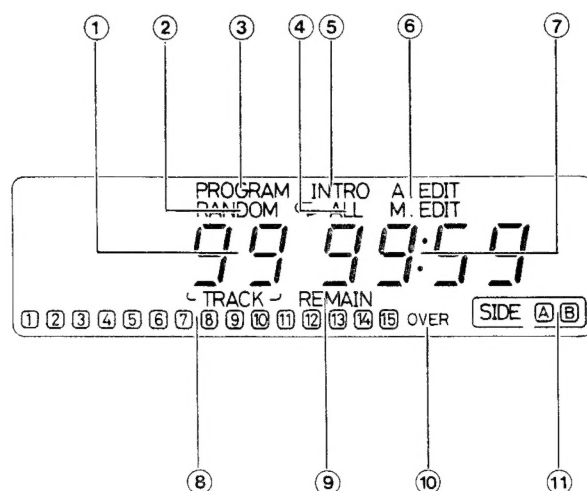 ① ② ③ ④ ⑤ ⑥ ⑦
PROGRAM INTRO A. EDIT
RANDOM ALL M. EDIT
99 99:59
TRACK REMAIN
1 2 3 4 5 6 7 8 9 10 11 12 13 14 15 OVER SIDE A B
⑧ ⑨ ⑩ ⑪